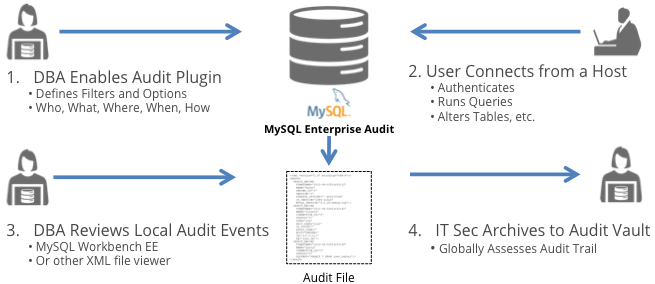 1. DBA Enables Audit Plugin
• Defines Filters and Options
• Who, What, Where, When, How
MySQL
MySQL Enterprise Audit
2. User Connects from a Host
• Authenticates
• Runs Queries
• Alters Tables, etc.
3. DBA Reviews Local Audit Events
• MySQL Workbench EE
• Or other XML file viewer
Audit File
4. IT Sec Archives to Audit Vault
• Globally Assesses Audit Trail